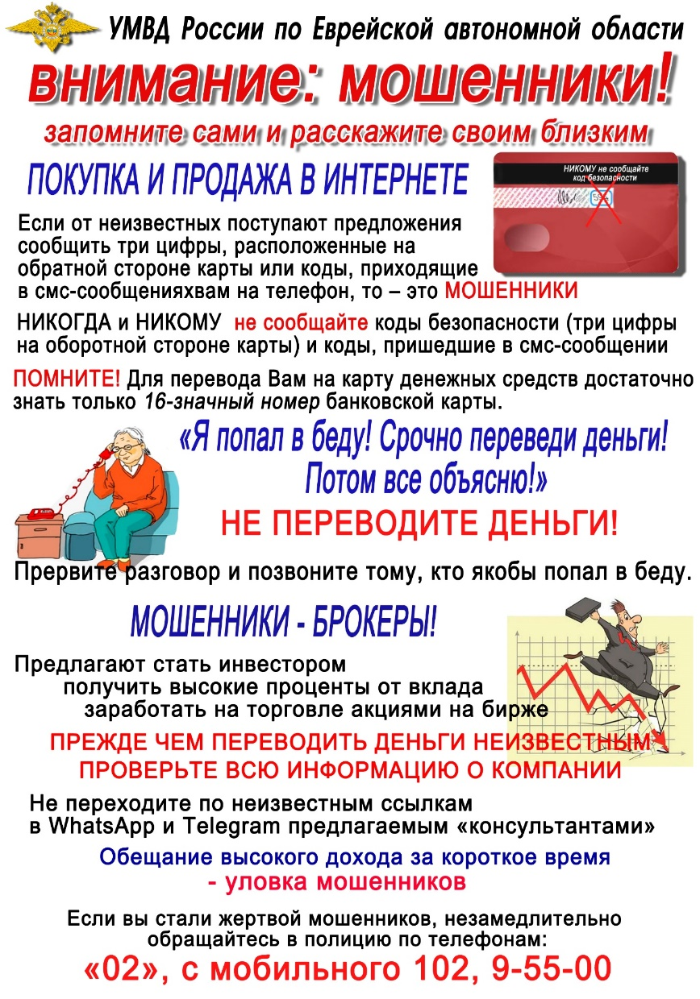 УМВД России по Еврейской автономной области
внимание: мошенники!
запомните сами и расскажите своим близким
ПОКУПКА И ПРОДАЖА В ИНТЕРНЕТЕ
НИКОМУ не сообщайте
код безопасности
Если от неизвестных поступают предложения
сообщить три цифры, расположенные на
обратной стороне карты или коды, приходящие
в смс-сообщенияхвам на телефон, то – это МОШЕННИКИ
НИКОГДА и НИКОМУ не сообщайте коды безопасности (три цифры
на оборотной стороне карты) и коды, пришедшие в смс-сообщении
ПОМНИТЕ! Для перевода Вам на карту денежных средств достаточно
знать только 16-значный номер банковской карты.
«Я попал в беду! Срочно переведи деньги!
Потом все объясню!»
НЕ ПЕРЕВОДИТЕ ДЕНЬГИ!
Прервите разговор и позвоните тому, кто якобы попал в беду.
МОШЕННИКИ - БРОКЕРЫ!
Предлагают стать инвестором
получить высокие проценты от вклада
заработать на торговле акциями на бирже
ПРЕЖДЕ ЧЕМ ПЕРЕВОДИТЬ ДЕНЬГИ НЕИЗВЕСТНЫМ
ПРОВЕРЬТЕ ВСЮ ИНФОРМАЦИЮ О КОМПАНИИ
Не переходите по неизвестным ссылкам
в WhatsApp и Telegram предлагаемым «консультантами»
Обещание высокого дохода за короткое время
- уловка мошенников
Если вы стали жертвой мошенников, незамедлительно
обращайтесь в полицию по телефонам:
«02», с мобильного 102, 9-55-00